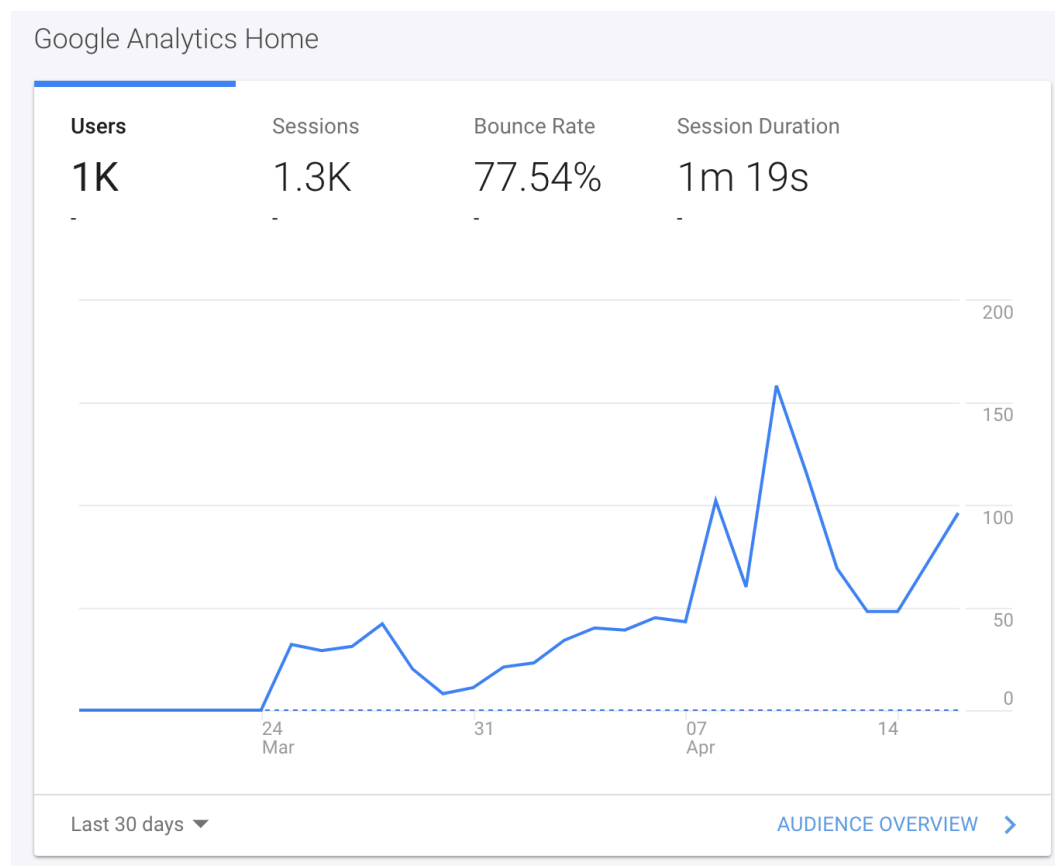 Google Analytics Home
Users Sessions Bounce Rate Session Duration
1K 1.3K 77.54% 1m 19s
- - - -
200
150
100
50
0
24 31 07 14
Mar Apr
Last 30 days AUDIENCE OVERVIEW